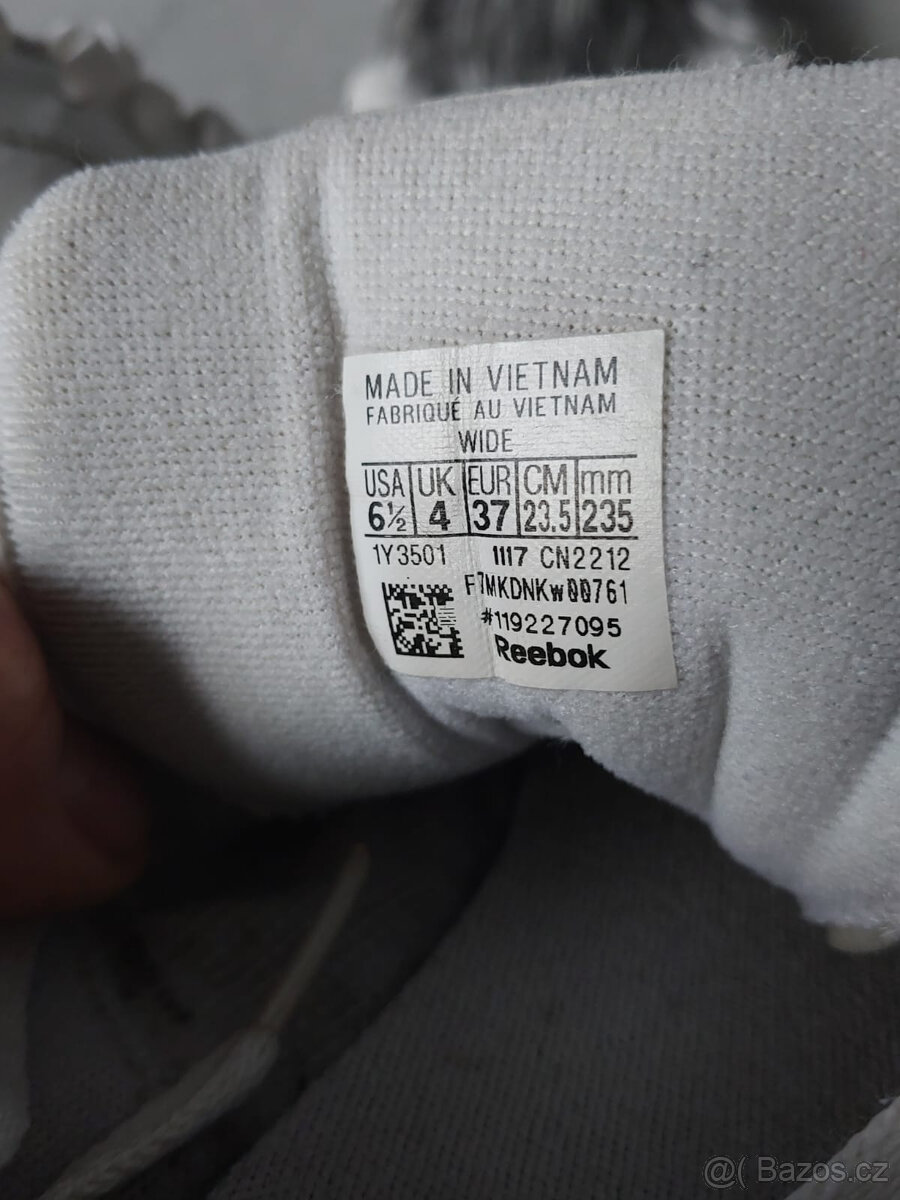 MADE IN VIETNAM
FABRIQUÉ AU VIETNAM
WIDE
USA UK EUR CM mm
6½ 4 37 23.5 235
1Y3501 1117 CN2212
F7MKDNKW00761
#119227095
Reebok
@( Bazos.cz